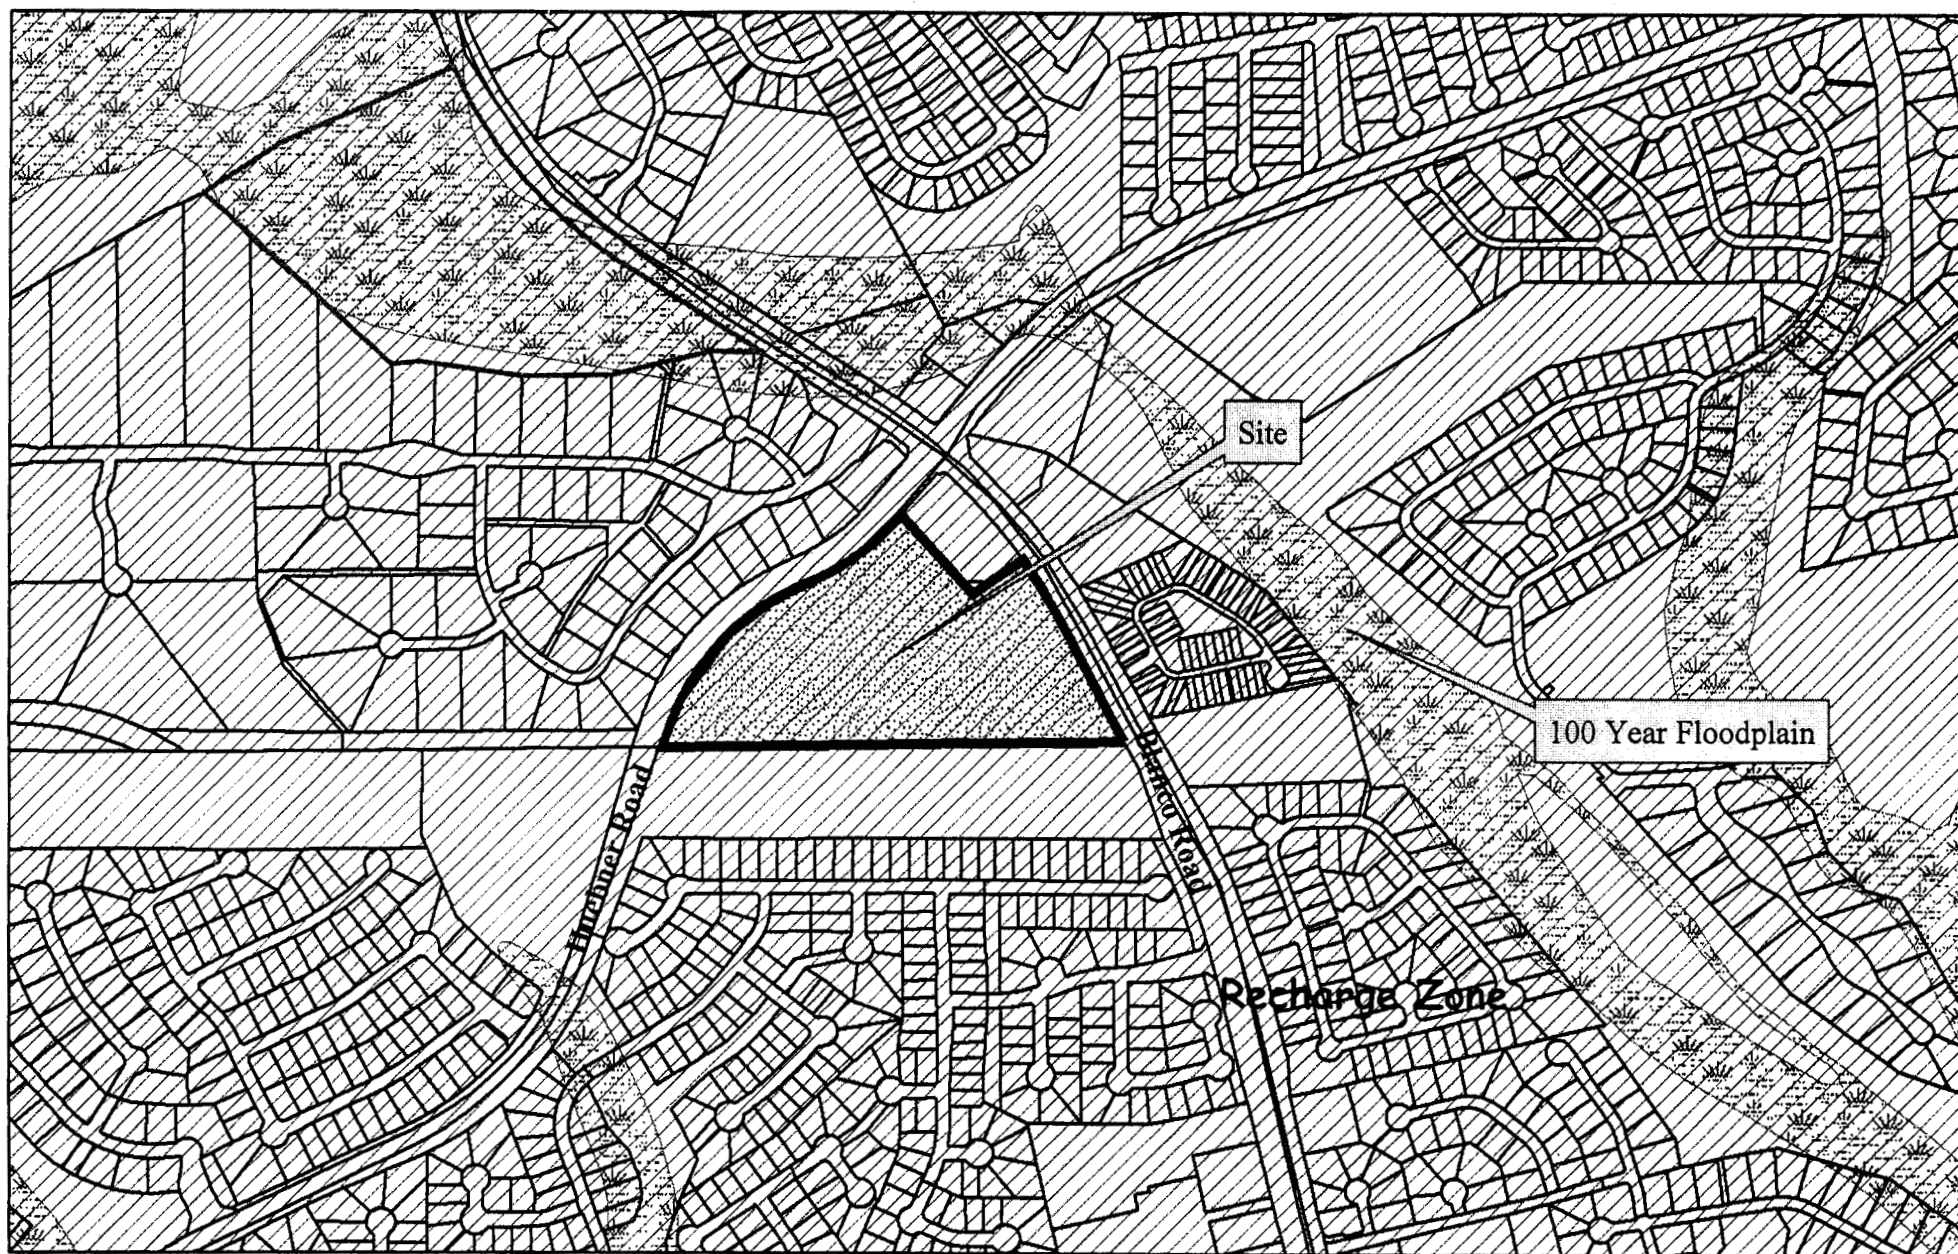 Site
100 Year Floodplain
Huebner Road
Blanco Road
Recharge Zone